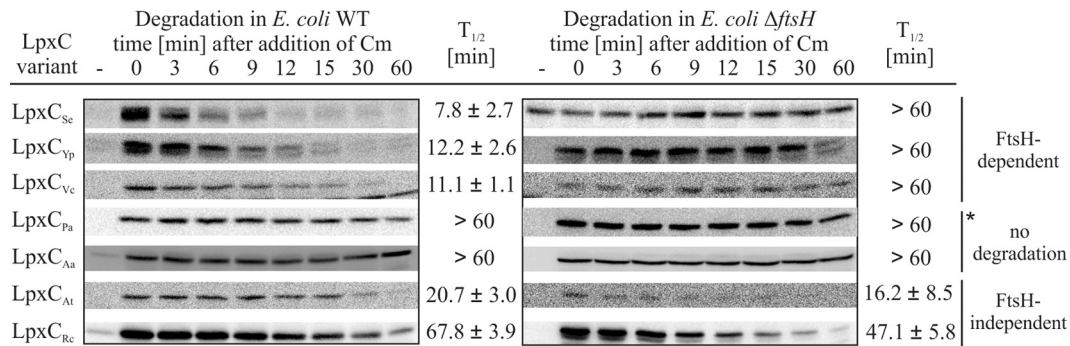 LpxC variant
Degradation in E. coli WT
time [min] after addition of Cm
- 0 3 6 9 12 15 30 60
T1/2 [min]
Degradation in E. coli ΔftsH
time [min] after addition of Cm
- 0 3 6 9 12 15 30 60
T1/2 [min]
LpxCSe 7.8 ± 2.7 > 60
LpxCYp 12.2 ± 2.6 > 60
LpxCVc 11.1 ± 1.1 > 60
FtsH-
dependent
LpxCPa > 60 > 60
LpxCAa > 60 > 60
*
no
degradation
LpxCAt 20.7 ± 3.0 16.2 ± 8.5
LpxCRc 67.8 ± 3.9 47.1 ± 5.8
FtsH-
independent